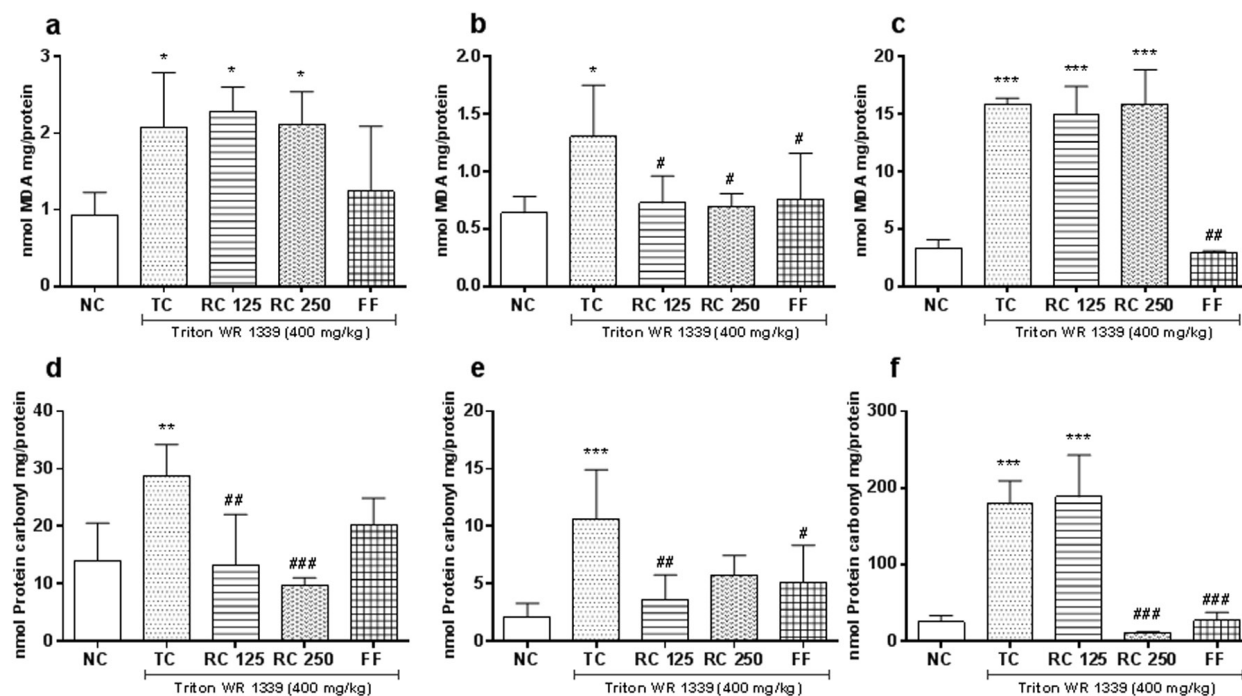 a
nmol MDA mg/protein
3
2
1
0
*
*
*
NC
TC
RC 125
RC 250
FF
Triton WR 1339 (400 mg/kg)
b
nmol MDA mg/protein
2.0
1.5
1.0
0.5
0.0
*
#
#
#
NC
TC
RC 125
RC 250
FF
Triton WR 1339 (400 mg/kg)
c
nmol MDA mg/protein
20
15
10
5
0
***
***
***
##
NC
TC
RC 125
RC 250
FF
Triton WR 1339 (400 mg/kg)
d
nmol Protein carbonyl mg/protein
40
30
20
10
0
**
##
###
NC
TC
RC 125
RC 250
FF
Triton WR 1339 (400 mg/kg)
e
nmol Protein carbonyl mg/protein
20
15
10
5
0
***
##
#
NC
TC
RC 125
RC 250
FF
Triton WR 1339 (400 mg/kg)
f
nmol Protein carbonyl mg/protein
300
200
100
0
***
***
###
###
NC
TC
RC 125
RC 250
FF
Triton WR 1339 (400 mg/kg)